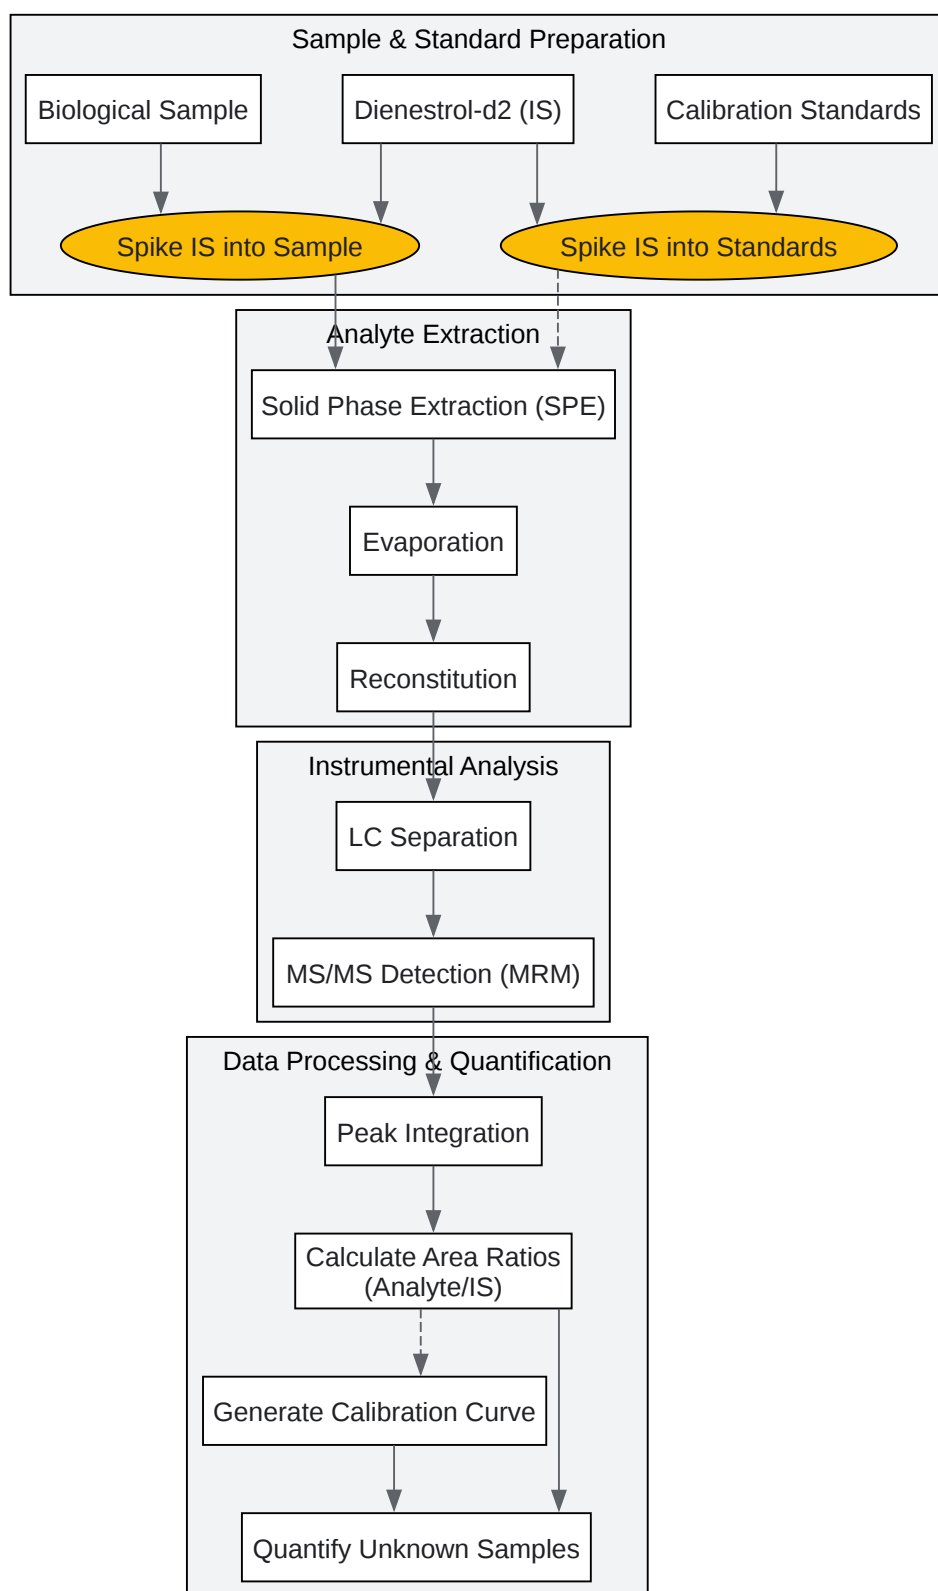 Sample & Standard Preparation
Biological Sample
Dienestrol-d2 (IS)
Calibration Standards
Spike IS into Sample
Spike IS into Standards
Analyte Extraction
Solid Phase Extraction (SPE)
Evaporation
Reconstitution
Instrumental Analysis
LC Separation
MS/MS Detection (MRM)
Data Processing & Quantification
Peak Integration
Calculate Area Ratios
(Analyte/IS)
Generate Calibration Curve
Quantify Unknown Samples